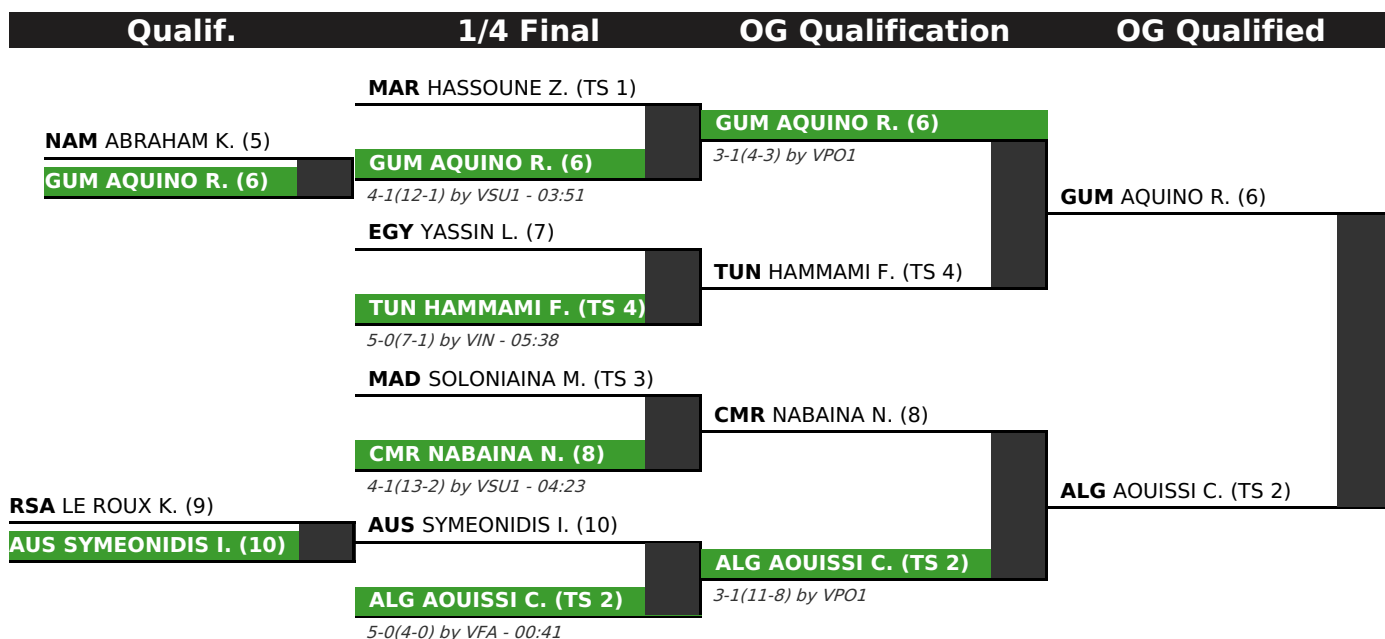 Qualif.
1/4 Final
OG Qualification
OG Qualified
NAM ABRAHAM K. (5)
GUM AQUINO R. (6)
RSA LE ROUX K. (9)
AUS SYMEONIDIS I. (10)
MAR HASSOUNE Z. (TS 1)
GUM AQUINO R. (6)
4-1(12-1) by VSU1 - 03:51
EGY YASSIN L. (7)
TUN HAMMAMI F. (TS 4)
5-0(7-1) by VIN - 05:38
MAD SOLONIAINA M. (TS 3)
CMR NABAINA N. (8)
4-1(13-2) by VSU1 - 04:23
AUS SYMEONIDIS I. (10)
ALG AOUISSI C. (TS 2)
5-0(4-0) by VFA - 00:41
GUM AQUINO R. (6)
3-1(4-3) by VPO1
TUN HAMMAMI F. (TS 4)
CMR NABAINA N. (8)
ALG AOUISSI C. (TS 2)
3-1(11-8) by VPO1
GUM AQUINO R. (6)
ALG AOUISSI C. (TS 2)